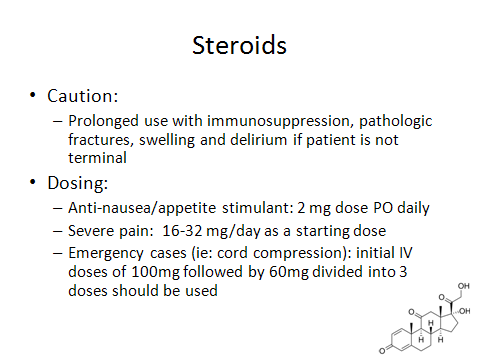 Steroids
• Caution:
– Prolonged use with immunosuppression, pathologic
fractures, swelling and delirium if patient is not
terminal
• Dosing:
– Anti-nausea/appetite stimulant: 2 mg dose PO daily
– Severe pain: 16-32 mg/day as a starting dose
– Emergency cases (ie: cord compression): initial IV
doses of 100mg followed by 60mg divided into 3
doses should be used
OH
O
O
OH
H
H
H
O